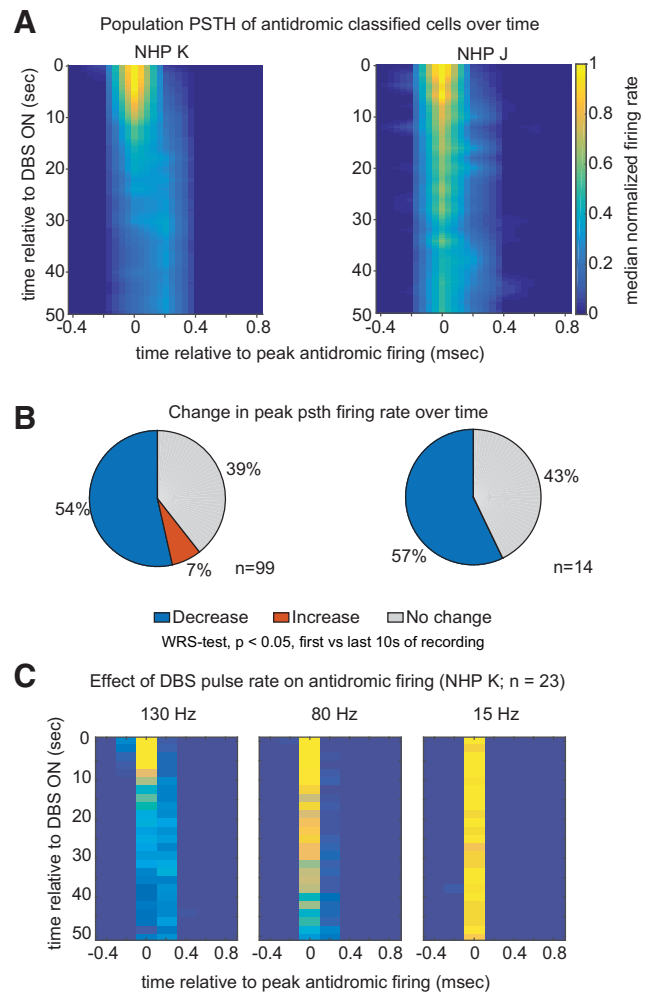 A
Population PSTH of antidromic classified cells over time
NHP K
NHP J
time relative to DBS ON (sec)
0
10
20
30
40
50
-0.4 0 0.4 0.8
0
10
20
30
40
50
-0.4 0 0.4 0.8
1
0.8
0.6
0.4
0.2
0
median normalized firing rate
time relative to peak antidromic firing (msec)
B
Change in peak psth firing rate over time
39%
54%
7%
n=99
43%
57%
n=14
Decrease Increase No change
WRS-test, p < 0.05, first vs last 10s of recording
C
Effect of DBS pulse rate on antidromic firing (NHP K; n = 23)
130 Hz
80 Hz
15 Hz
time relative to DBS ON (sec)
0
10
20
30
40
50
-0.4 0 0.4 0.8
-0.4 0 0.4 0.8
-0.4 0 0.4 0.8
time relative to peak antidromic firing (msec)